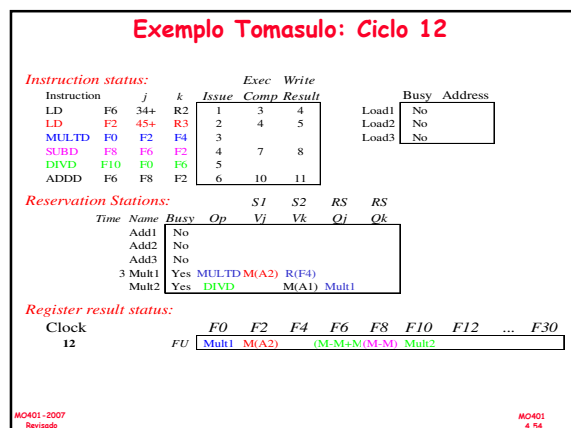 Exemplo Tomasulo: Ciclo 12
Instruction status: Exec Write
Instruction j k Issue Comp Result Busy Address
LD F6 34+ R2 1 3 4 Load1 No
LD F2 45+ R3 2 4 5 Load2 No
MULTD F0 F2 F4 3 Load3 No
SUBD F8 F6 F2 4 7 8
DIVD F10 F0 F6 5
ADDD F6 F8 F2 6 10 11
Reservation Stations: S1 S2 RS RS
Time Name Busy Op Vj Vk Qj Qk
Add1 No
Add2 No
Add3 No
3 Mult1 Yes MULTD M(A2) R(F4)
Mult2 Yes DIVD M(A1) Mult1
Register result status:
Clock F0 F2 F4 F6 F8 F10 F12 ... F30
12 FU Mult1 M(A2) (M-M+M(M-M) Mult2
MO401-2007 MO401
Revisado 4.54